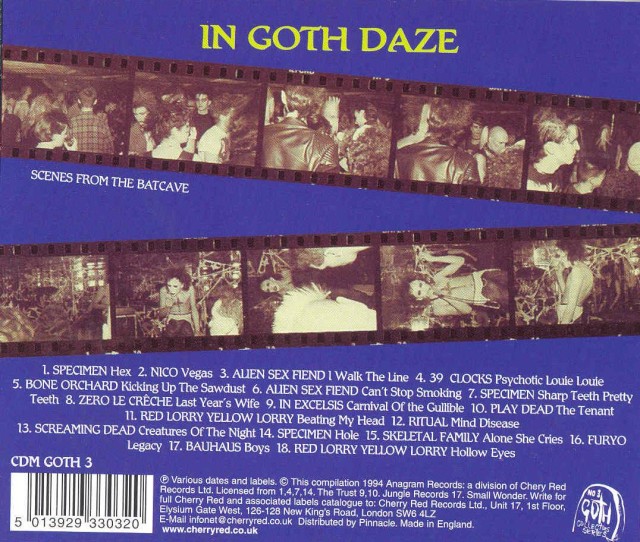 IN GOTH DAZE
SCENES FROM THE BATCAVE
1. SPECIMEN Hex 2. NICO Vegas 3. ALIEN SEX FIEND I Walk The Line 4. 39 CLOCKS Psychotic Louie Louie
5. BONE ORCHARD Kicking Up The Sawdust 6. ALIEN SEX FIEND Can't Stop Smoking 7. SPECIMEN Sharp Teeth Pretty
Teeth 8. ZERO LE CRÊCHE Last Year's Wife 9. IN EXCELSIS Carnival Of the Gullible 10. PLAY DEAD The Tenant
11. RED LORRY YELLOW LORRY Beating My Head 12. RITUAL Mind Disease
13. SCREAMING DEAD Creatures Of The Night 14. SPECIMEN Hole 15. SKELETAL FAMILY Alone She Cries 16. FURYO
Legacy 17. BAUHAUS Boys 18. RED LORRY YELLOW LORRY Hollow Eyes
CDM GOTH 3
5 013929 330320
℗ Various dates and labels. © This compilation 1994 Anagram Records: a division of Cherry Red
Records Ltd. Licensed from 1,4,7,14. The Trust 9,10. Jungle Records 17. Small Wonder. Write for
full Cherry Red and associated labels catalogue to: Cherry Red Records Ltd., Unit 17, 1st Floor,
Elysium Gate West, 126-128 New King's Road, London SW6 4LZ
E-Mail infonet@cherryred.co.uk Distributed by Pinnacle. Made in England.
www.cherryred.co.uk
NO 1
GOTH
COLLECTORS
SERIES